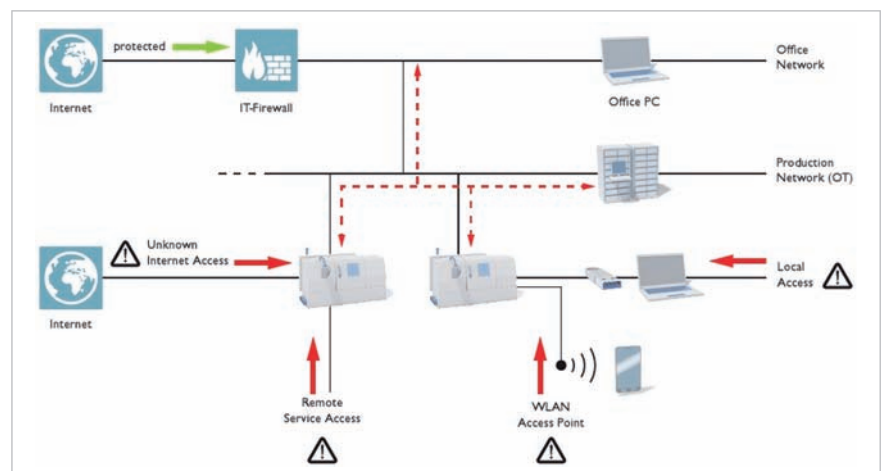 protected
Internet
IT-Firewall
Office PC
Office
Network
Production
Network (OT)
Unknown
Internet Access
Internet
Local
Access
Remote
Service Access
WLAN
Access Point